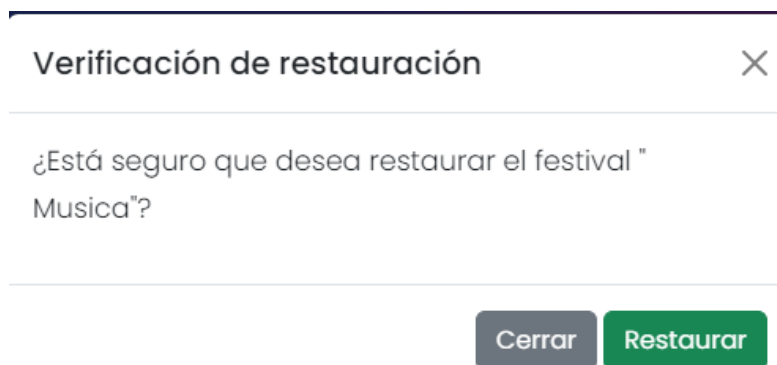 Verificación de restauración
¿Está seguro que desea restaurar el festival "
Musica"?
Cerrar
Restaurar